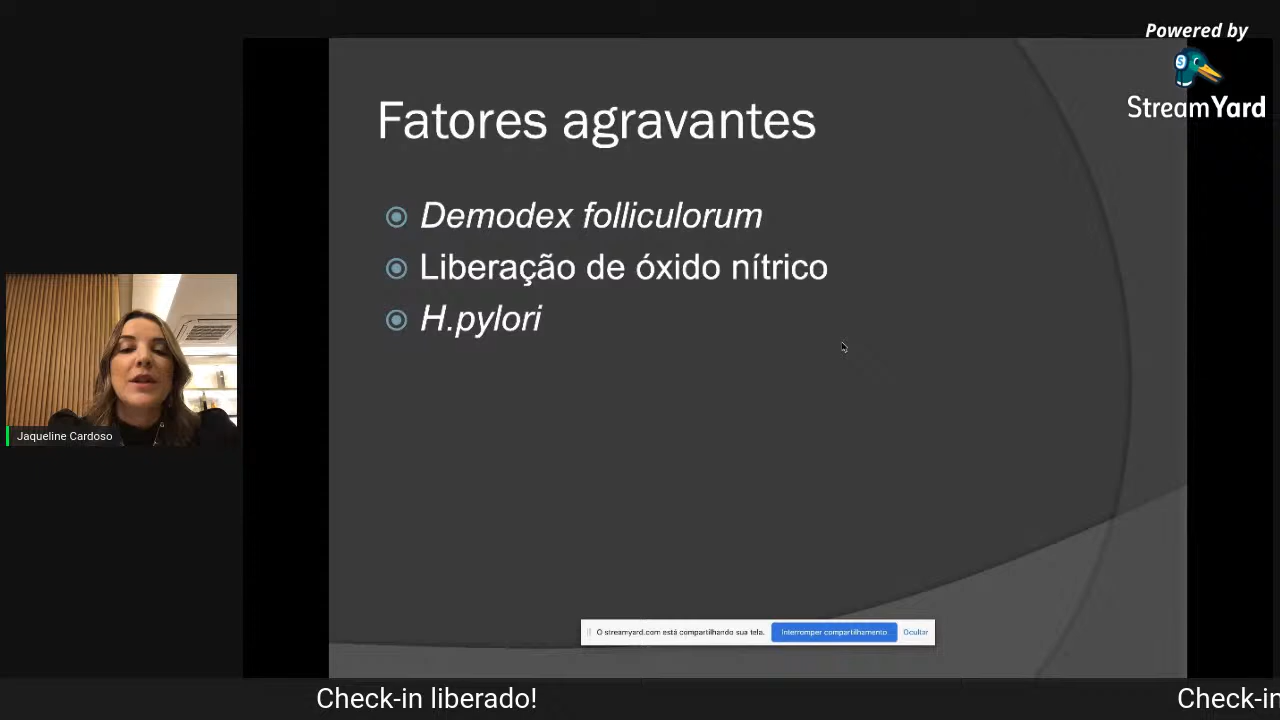 Powered by
StreamYard
Fatores agravantes
Demodex folliculorum
Liberação de óxido nítrico
H.pylori
Jaqueline Cardoso
O streamyard.com está compartilhando sua tela. Interromper compartilhamento Ocultar
Check-in liberado! Check-in